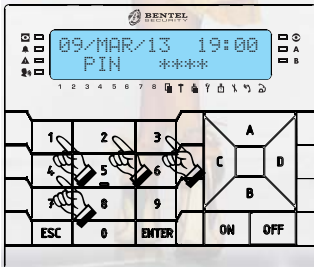 BENTEL
SECURITY
09/MAR/13 19:00
PIN ****
A
B
1 2 3 4 5 6 7 8
1 2 3
4 5 6
7 8 9
ESC 0 ENTER
A
C D
B
ON OFF